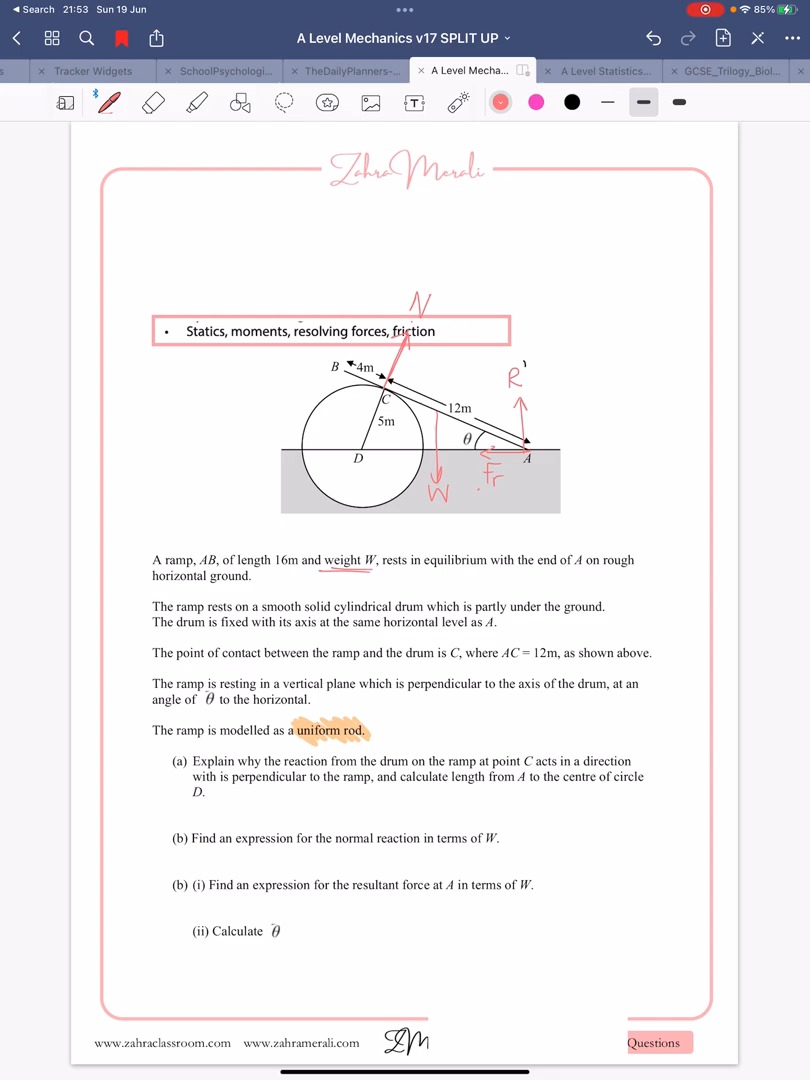 ◀ Search 21:53 Sun 19 Jun
85%
A Level Mechanics v17 SPLIT UP
s
× Tracker Widgets
× SchoolPsychologi...
× TheDailyPlanners-...
× A Level Mecha...
× A Level Statistics...
× GCSE_Trilogy_Biol...
T
Zahra Merali
N
• Statics, moments, resolving forces, friction
B
4m
R'
C
12m
5m
θ
D
A
Fr
W
A ramp, AB, of length 16m and weight W, rests in equilibrium with the end of A on rough
horizontal ground.
The ramp rests on a smooth solid cylindrical drum which is partly under the ground.
The drum is fixed with its axis at the same horizontal level as A.
The point of contact between the ramp and the drum is C, where AC = 12m, as shown above.
The ramp is resting in a vertical plane which is perpendicular to the axis of the drum, at an
angle of θ to the horizontal.
The ramp is modelled as a uniform rod.
(a) Explain why the reaction from the drum on the ramp at point C acts in a direction
with is perpendicular to the ramp, and calculate length from A to the centre of circle
D.
(b) Find an expression for the normal reaction in terms of W.
(b) (i) Find an expression for the resultant force at A in terms of W.
(ii) Calculate θ
www.zahraclassroom.com www.zahramerali.com
ZM
Questions